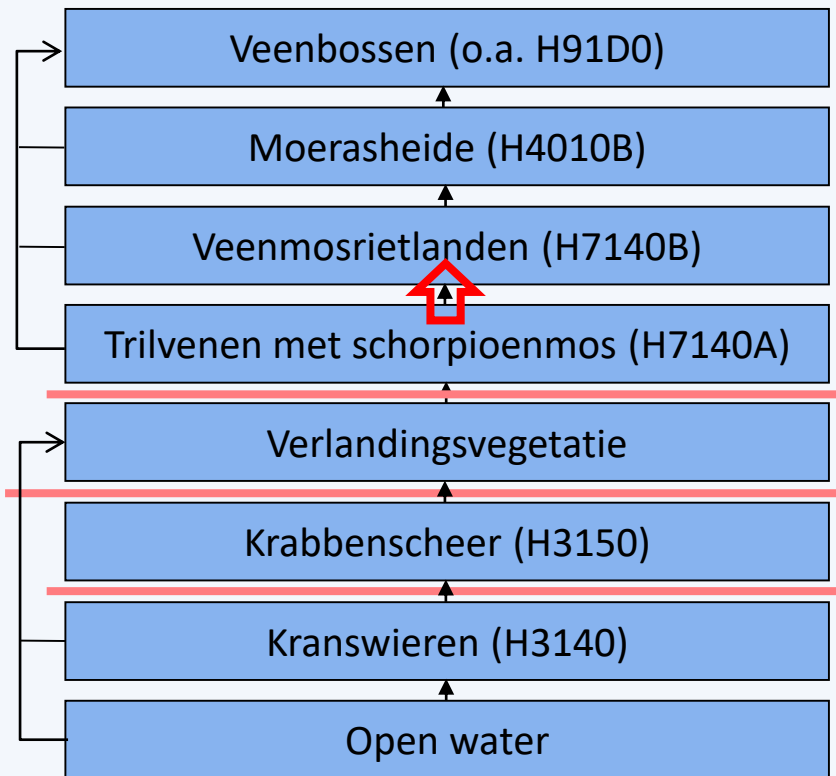 Veenbossen (o.a. H91D0)
Moerasheide (H4010B)
Veenmosrietlanden (H7140B)
Trilvenen met schorpioenmos (H7140A)
Verlandingsvegetatie
Krabbenscheer (H3150)
Kranswieren (H3140)
Open water